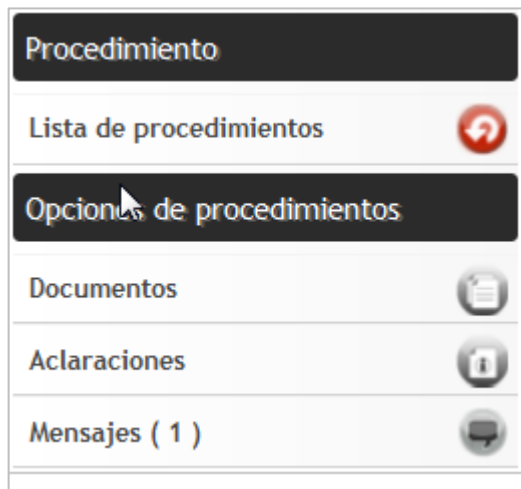 Procedimiento
Lista de procedimientos
Opciones de procedimientos
Documentos
Aclaraciones
Mensajes ( 1 )